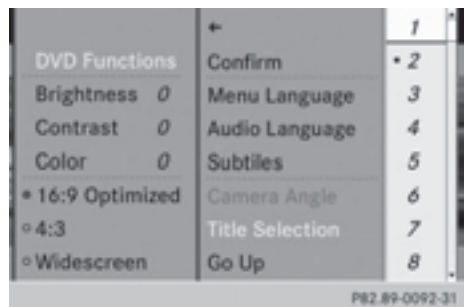 DVD Functions
Brightness 0
Contrast 0
Color 0
• 16:9 Optimized
◦ 4:3
◦ Widescreen
←
Confirm
Menu Language
Audio Language
Subtiles
Camera Angle
Title Selection
Go Up
1
• 2
3
4
5
6
7
8
P82.89-0092-31